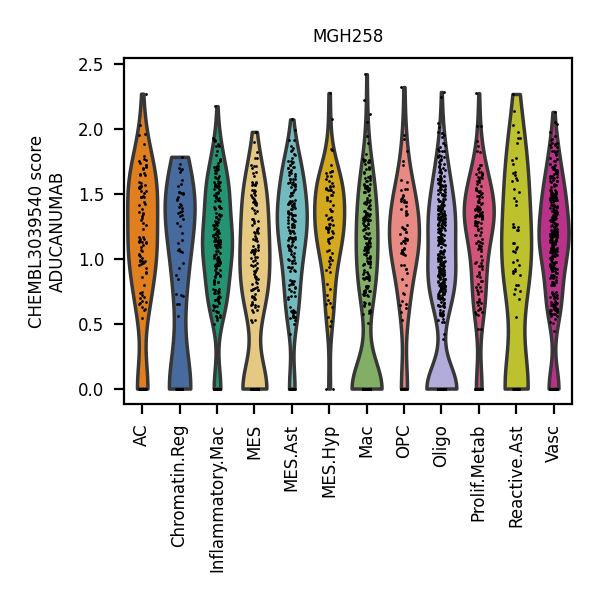 MGH258
CHEMBL3039540 score
ADUCANUMAB
2.5
2.0
1.5
1.0
0.5
0.0
AC
Chromatin.Reg
Inflammatory.Mac
MES
MES.Ast
MES.Hyp
Mac
OPC
Oligo
Prolif.Metab
Reactive.Ast
Vasc